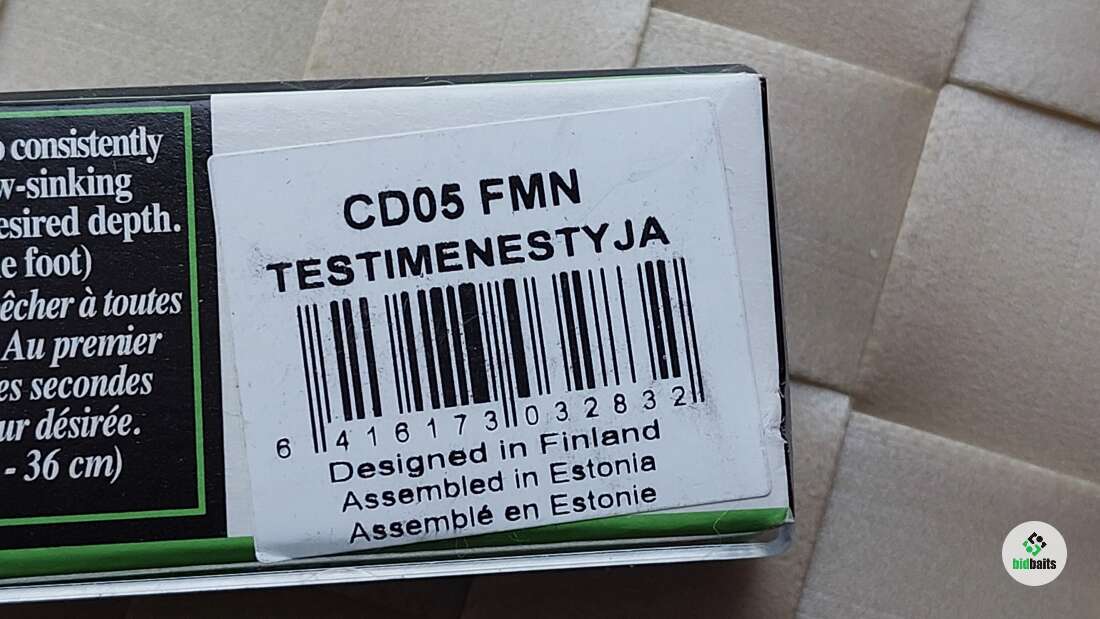 consistently
w-sinking
esired depth.
e foot)
êcher à toutes
Au premier
es secondes
ur désirée.
- 36 cm)
CD05 FMN
TESTIMENESTYJA
6 416173 032832
Designed in Finland
Assembled in Estonia
Assemblé en Estonie
bidbaits